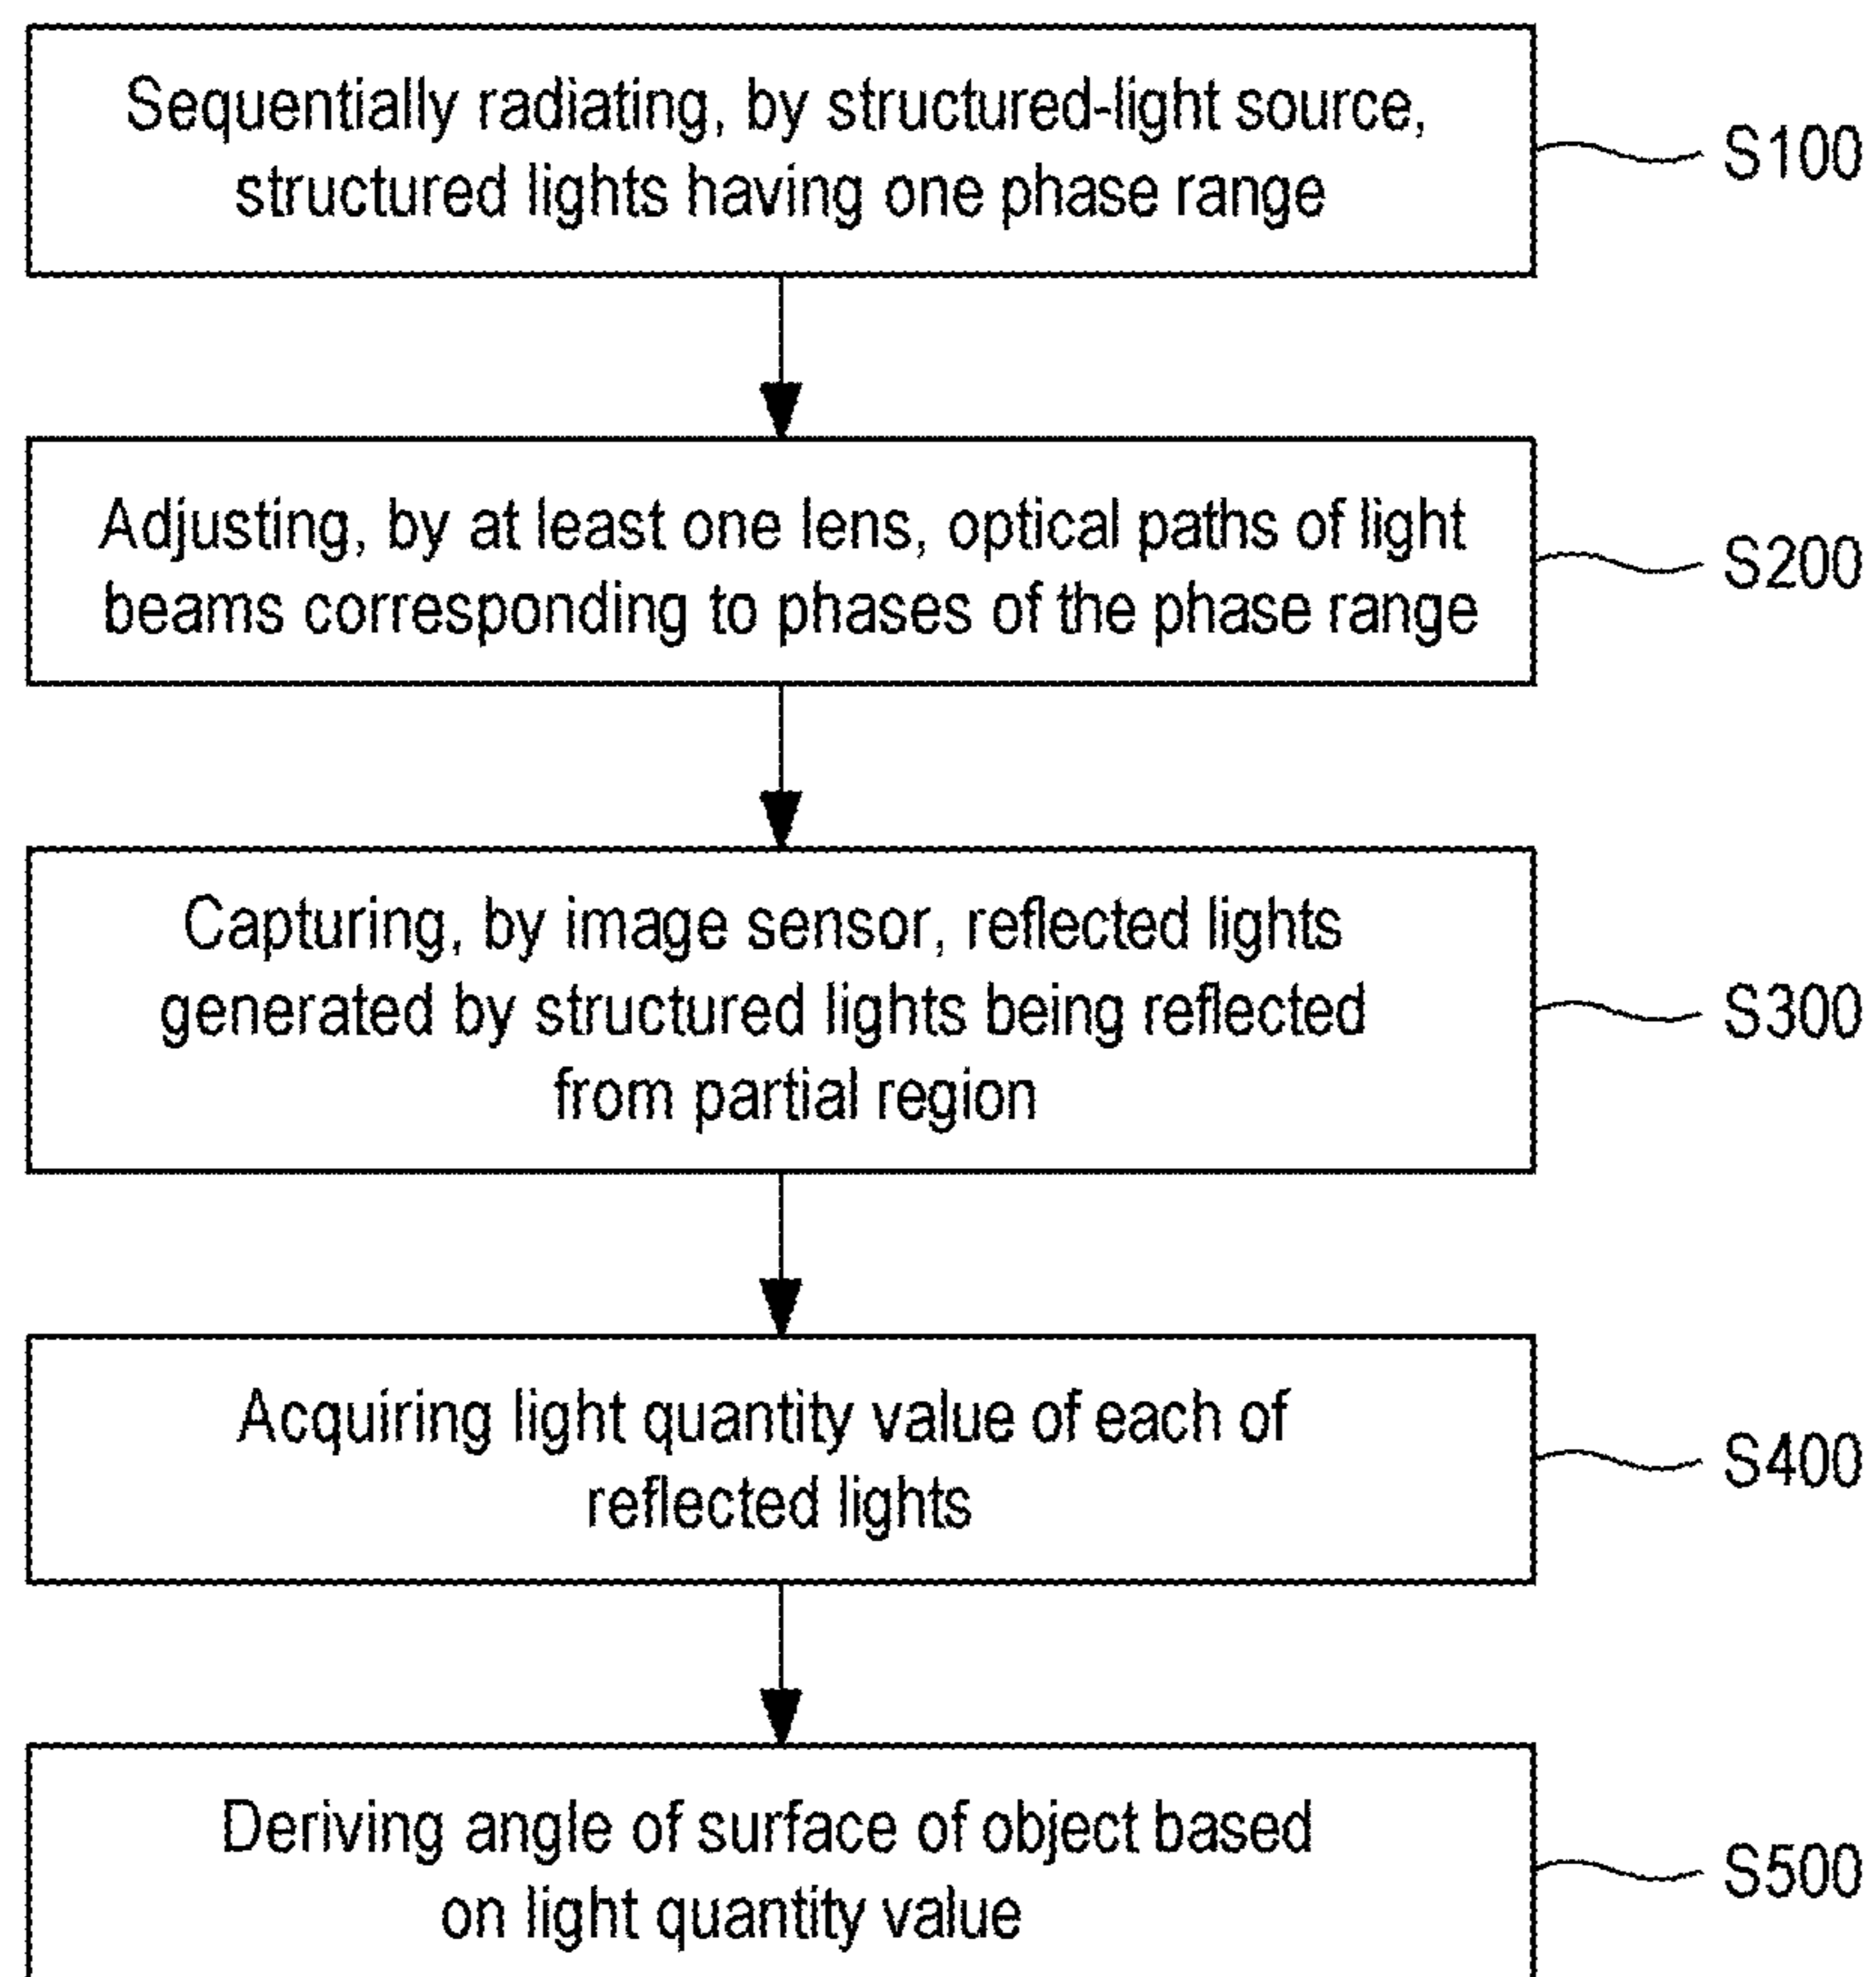 Sequentially radiating, by structured-light source,
structured lights having one phase range
S100
Adjusting, by at least one lens, optical paths of light
beams corresponding to phases of the phase range
S200
Capturing, by image sensor, reflected lights
generated by structured lights being reflected
from partial region
S300
Acquiring light quantity value of each of
reflected lights
S400
Deriving angle of surface of object based
on light quantity value
S500